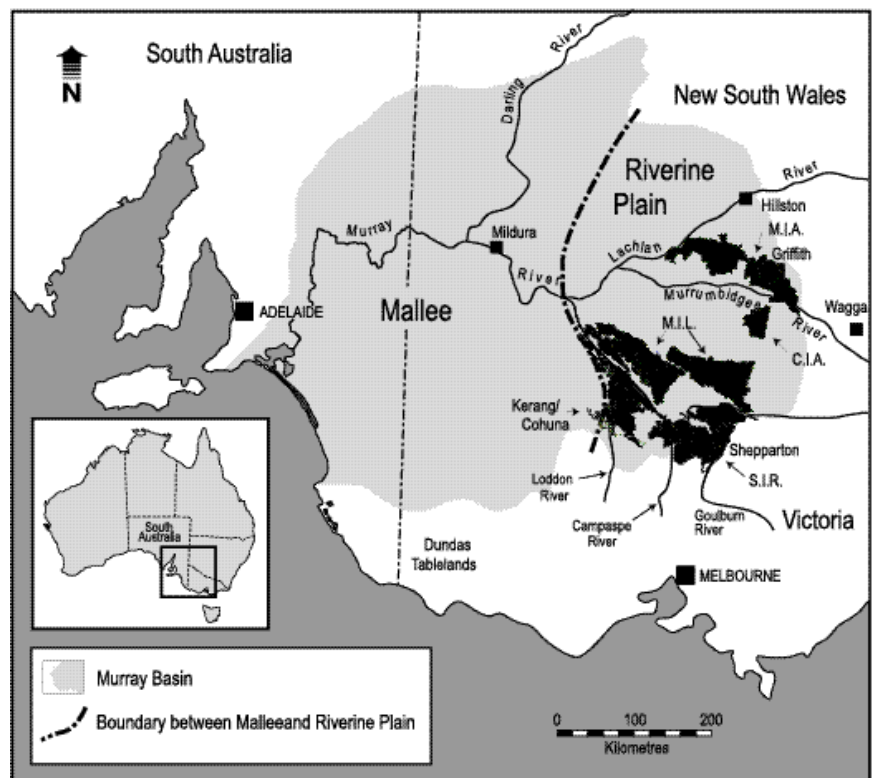 South Australia
N
Darling
River
New South Wales
Riverine
Plain
River
Hillston
M.I.A.
Griffith
Lachlan
Murray
Mildura
River
Murrumbidgee
River
Wagga
ADELAIDE
Mallee
M.I.L.
C.I.A.
Kerang/
Cohuna
Shepparton
S.I.R.
Loddon
River
Campaspe
River
Goulburn
River
Victoria
Dundas
Tablelands
MELBOURNE
South
Australia
Murray Basin
Boundary between Malleeand Riverine Plain
0 100 200
Kilometres